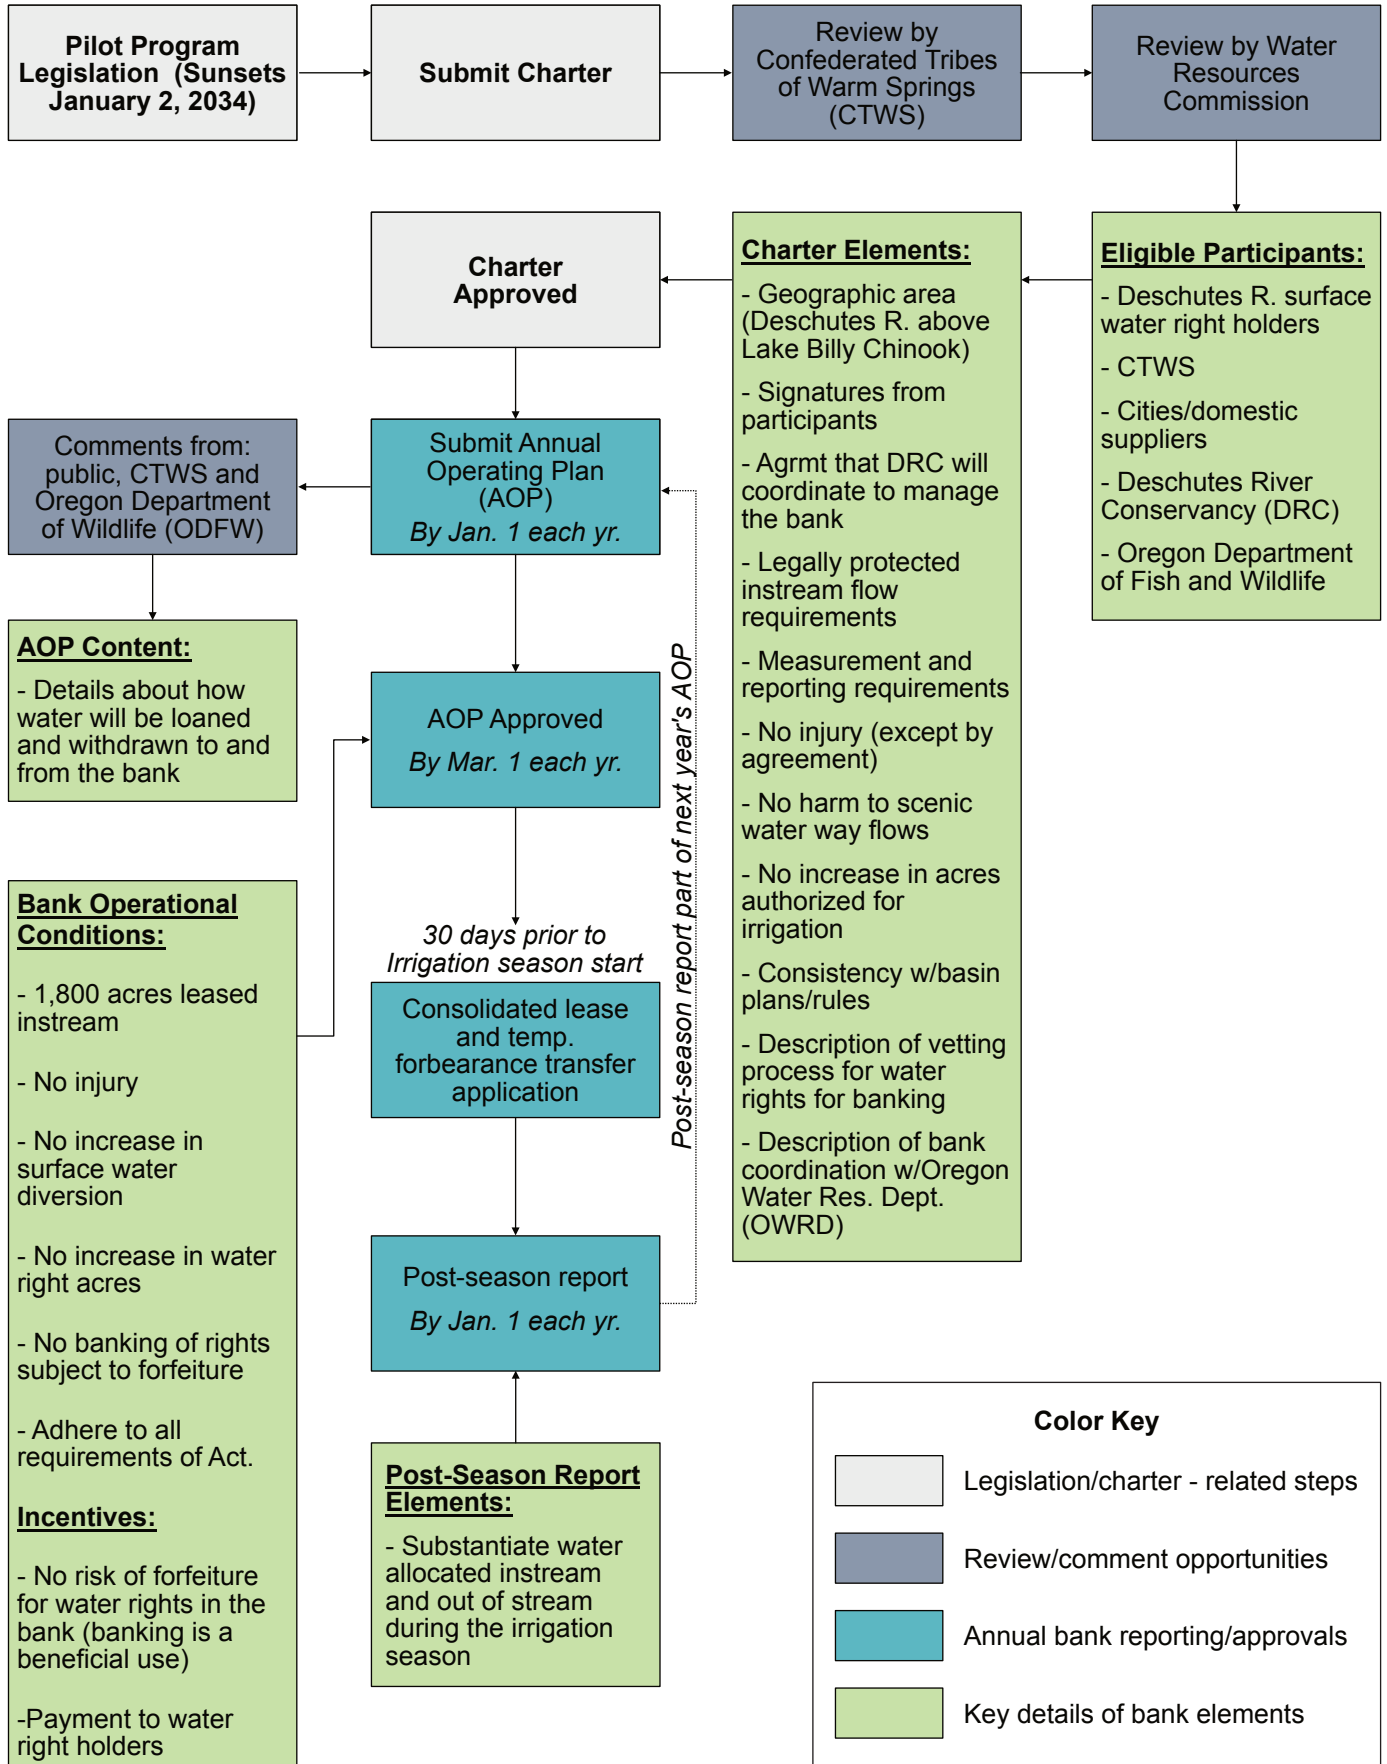 Pilot Program
Legislation (Sunsets
January 2, 2034)
Submit Charter
Review by
Confederated Tribes
of Warm Springs
(CTWS)
Review by Water
Resources
Commission
Eligible Participants:
- Deschutes R. surface
water right holders
- CTWS
- Cities/domestic
suppliers
- Deschutes River
Conservancy (DRC)
- Oregon Department
of Fish and Wildlife
Charter Elements:
- Geographic area
(Deschutes R. above
Lake Billy Chinook)
- Signatures from
participants
- Agrmt that DRC will
coordinate to manage
the bank
- Legally protected
instream flow
requirements
- Measurement and
reporting requirements
- No injury (except by
agreement)
- No harm to scenic
water way flows
- No increase in acres
authorized for
irrigation
- Consistency w/basin
plans/rules
- Description of vetting
process for water
rights for banking
- Description of bank
coordination w/Oregon
Water Res. Dept.
(OWRD)
Charter
Approved
Submit Annual
Operating Plan
(AOP)
By Jan. 1 each yr.
Comments from:
public, CTWS and
Oregon Department
of Wildlife (ODFW)
AOP Content:
- Details about how
water will be loaned
and withdrawn to and
from the bank
AOP Approved
By Mar. 1 each yr.
Bank Operational
Conditions:
- 1,800 acres leased
instream
- No injury
- No increase in
surface water
diversion
- No increase in water
right acres
- No banking of rights
subject to forfeiture
- Adhere to all
requirements of Act.
Incentives:
- No risk of forfeiture
for water rights in the
bank (banking is a
beneficial use)
-Payment to water
right holders
30 days prior to
Irrigation season start
Consolidated lease
and temp.
forbearance transfer
application
Post-season report
By Jan. 1 each yr.
Post-season report part of next year's AOP
Post-Season Report
Elements:
- Substantiate water
allocated instream
and out of stream
during the irrigation
season
Color Key
Legislation/charter - related steps
Review/comment opportunities
Annual bank reporting/approvals
Key details of bank elements